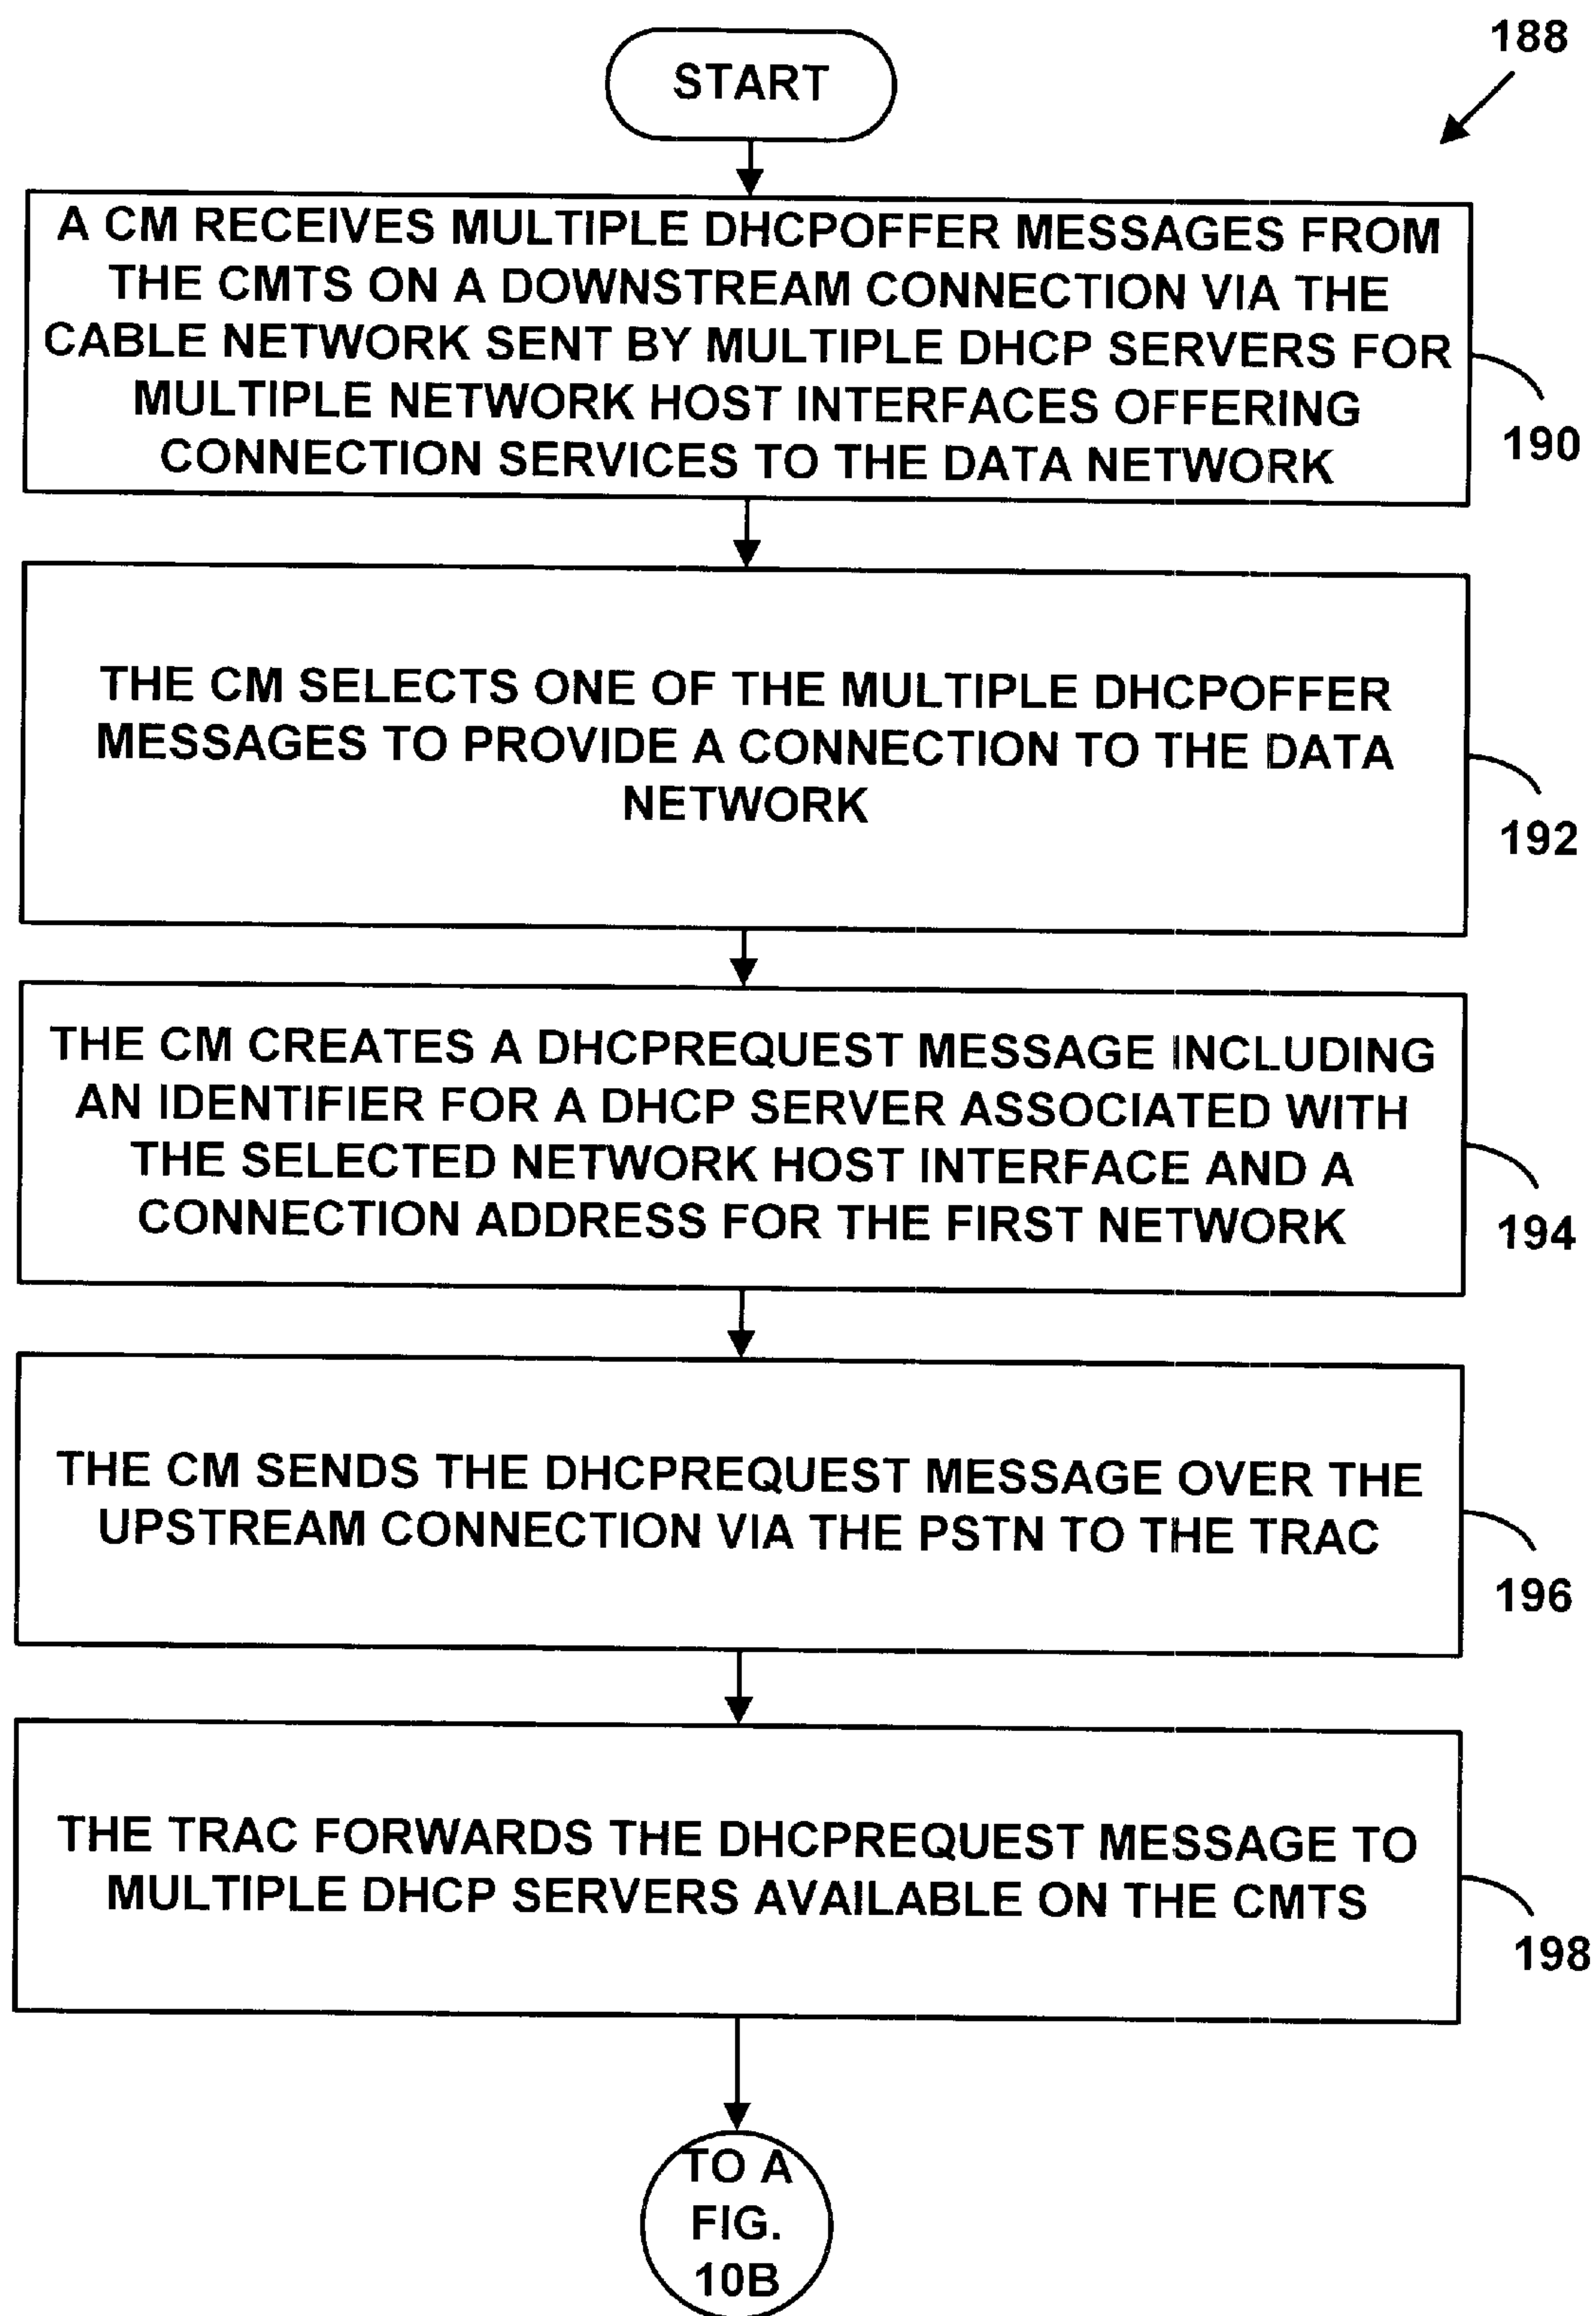 188
START
A CM RECEIVES MULTIPLE DHCPOFFER MESSAGES FROM
THE CMTS ON A DOWNSTREAM CONNECTION VIA THE
CABLE NETWORK SENT BY MULTIPLE DHCP SERVERS FOR
MULTIPLE NETWORK HOST INTERFACES OFFERING
CONNECTION SERVICES TO THE DATA NETWORK
190
THE CM SELECTS ONE OF THE MULTIPLE DHCPOFFER
MESSAGES TO PROVIDE A CONNECTION TO THE DATA
NETWORK
192
THE CM CREATES A DHCPREQUEST MESSAGE INCLUDING
AN IDENTIFIER FOR A DHCP SERVER ASSOCIATED WITH
THE SELECTED NETWORK HOST INTERFACE AND A
CONNECTION ADDRESS FOR THE FIRST NETWORK
194
THE CM SENDS THE DHCPREQUEST MESSAGE OVER THE
UPSTREAM CONNECTION VIA THE PSTN TO THE TRAC
196
THE TRAC FORWARDS THE DHCPREQUEST MESSAGE TO
MULTIPLE DHCP SERVERS AVAILABLE ON THE CMTS
198
TO A
FIG.
10B